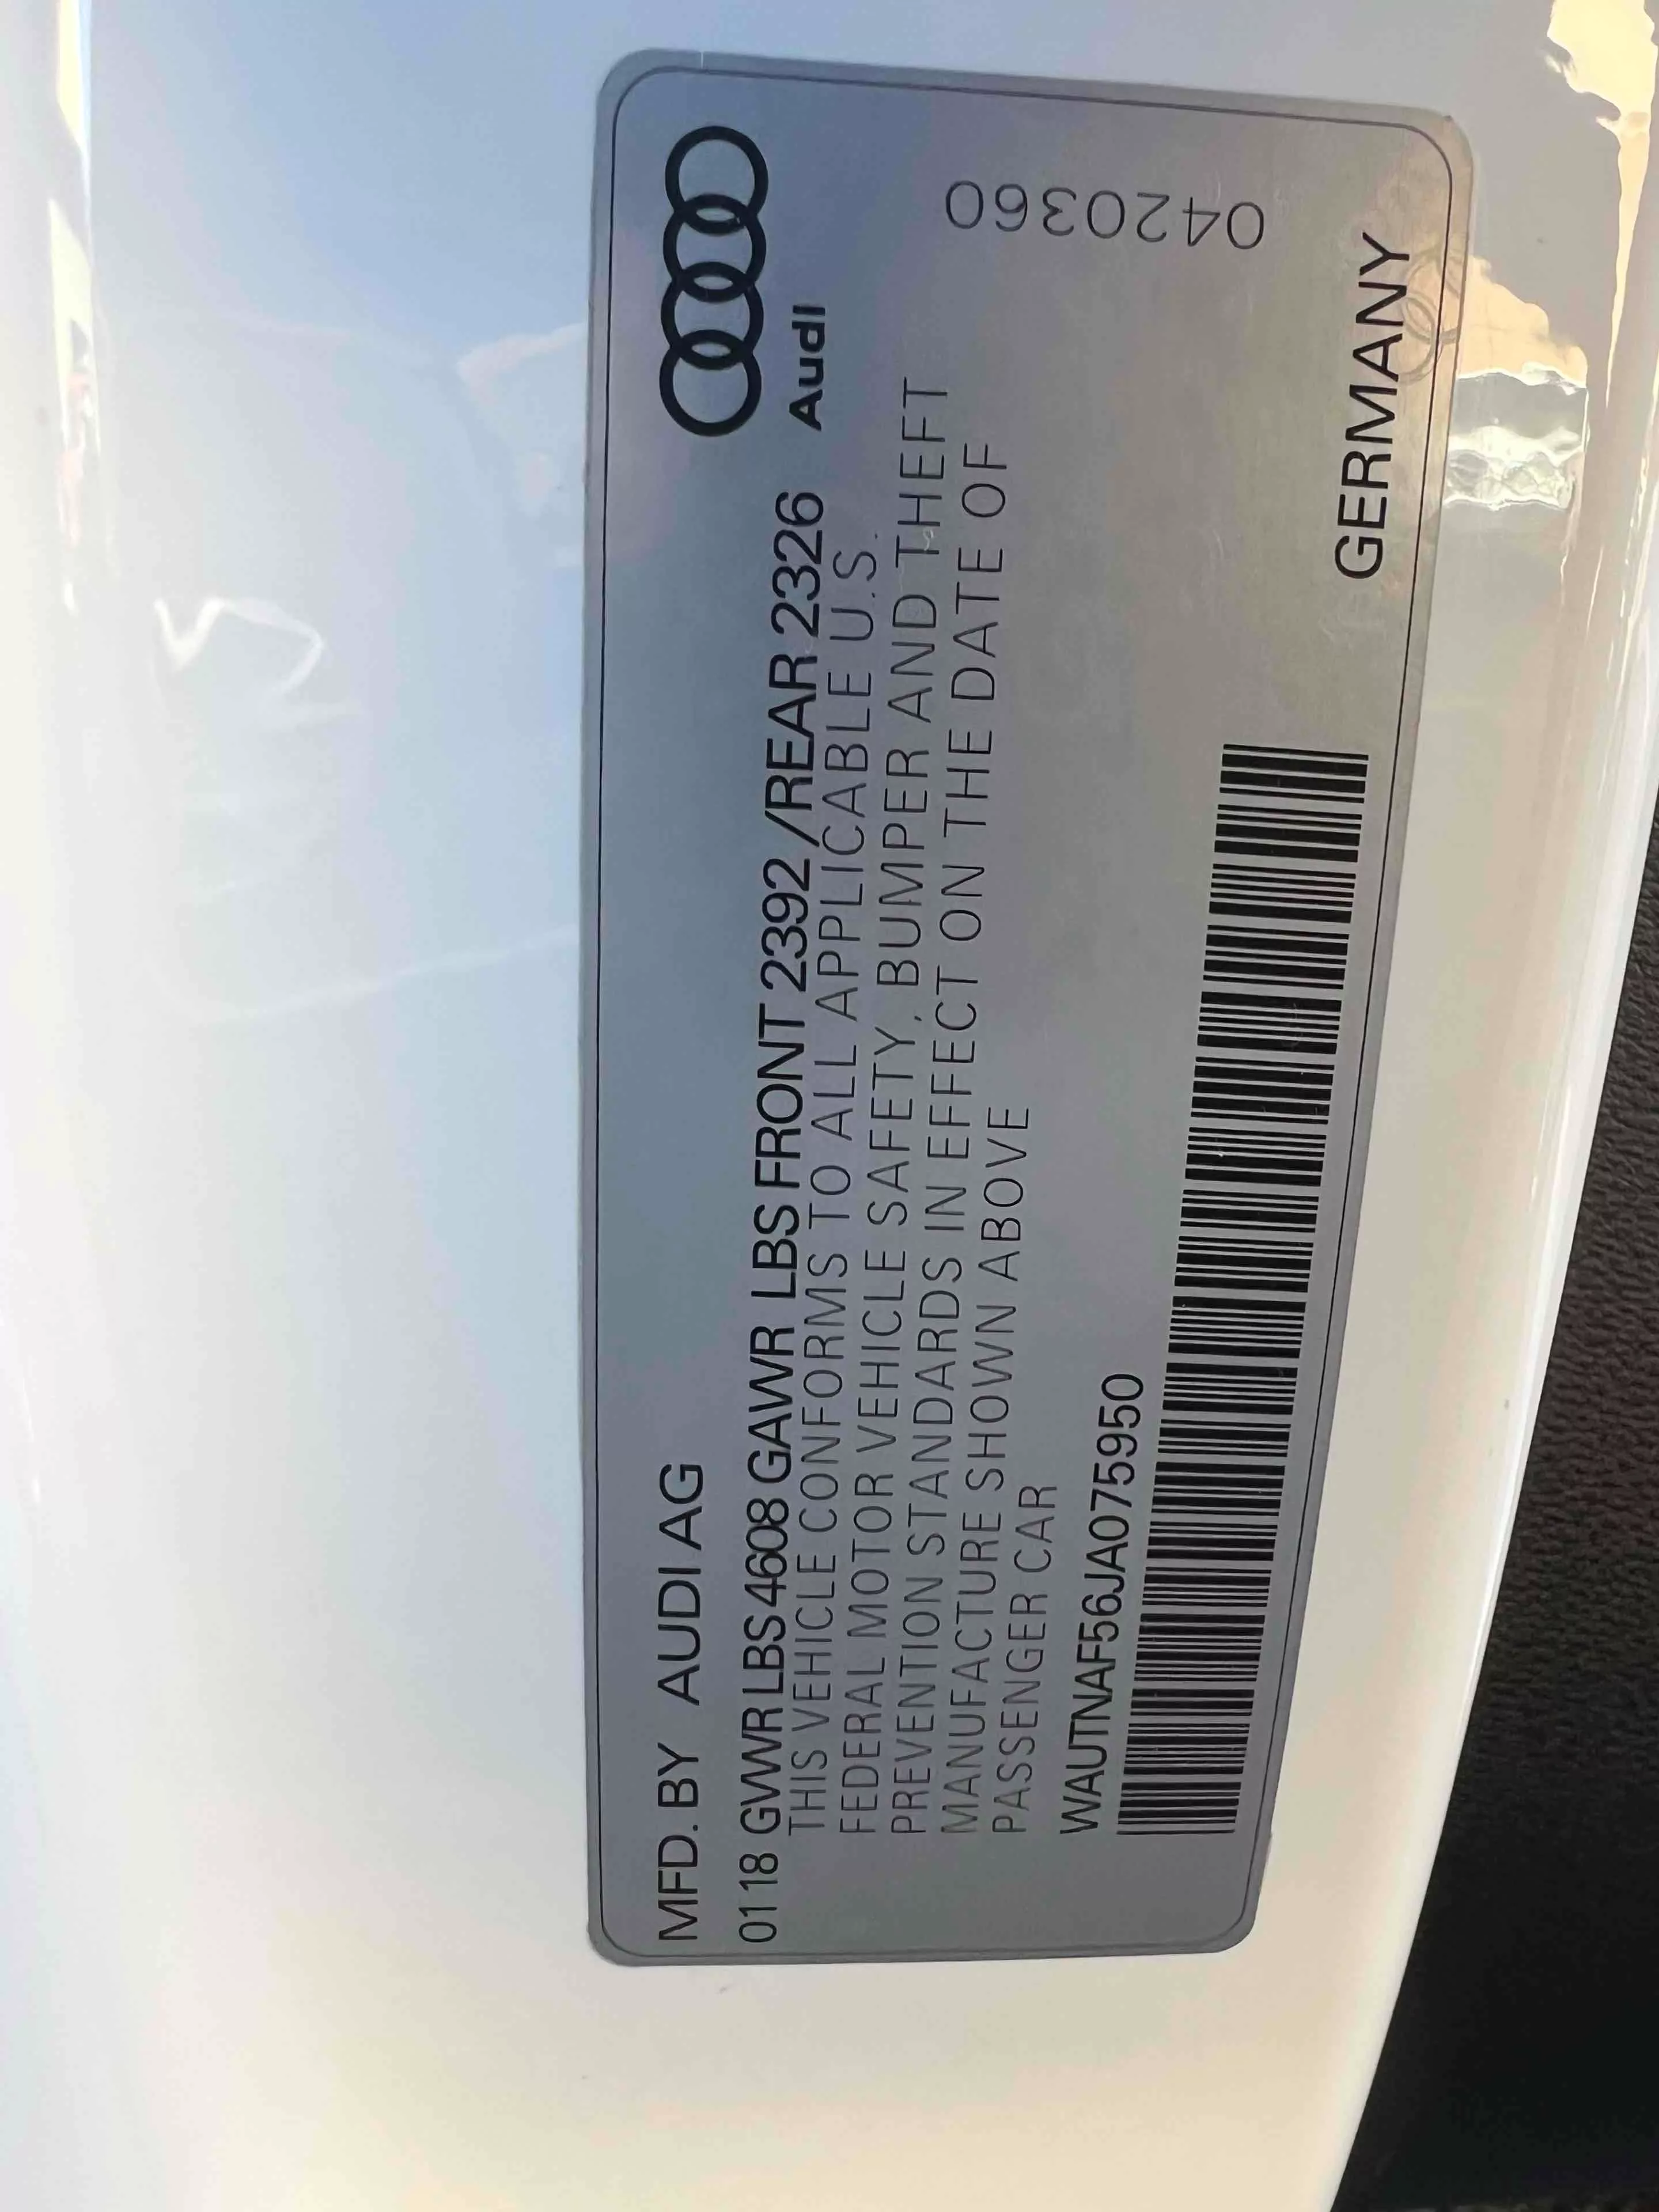 MFD. BY AUDI AG
Audi
01 18 GVWR LBS 4608 GAWR LBS FRONT 2392 /REAR 2326
THIS VEHICLE CONFORMS TO ALL APPLICABLE U.S.
FEDERAL MOTOR VEHICLE SAFETY, BUMPER AND THEFT
PREVENTION STANDARDS IN EFFECT ON THE DATE OF
MANUFACTURE SHOWN ABOVE
PASSENGER CAR
WAUTNAF56JA075950
0420360
GERMANY